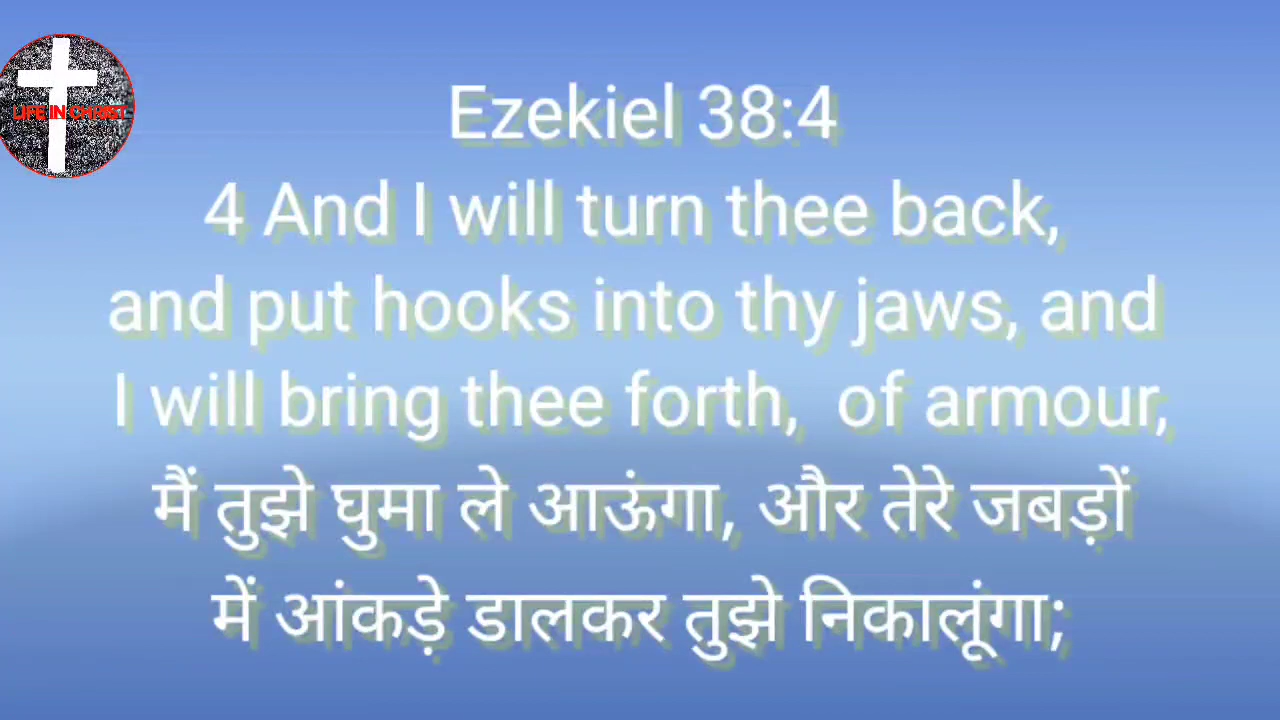 LIFE IN CHRIST
Ezekiel 38:4
4 And I will turn thee back,
and put hooks into thy jaws, and
I will bring thee forth,  of armour,
मैं तुझे घुमा ले आऊंगा, और तेरे जबड़ों
में आंकड़े डालकर तुझे निकालूंगा;